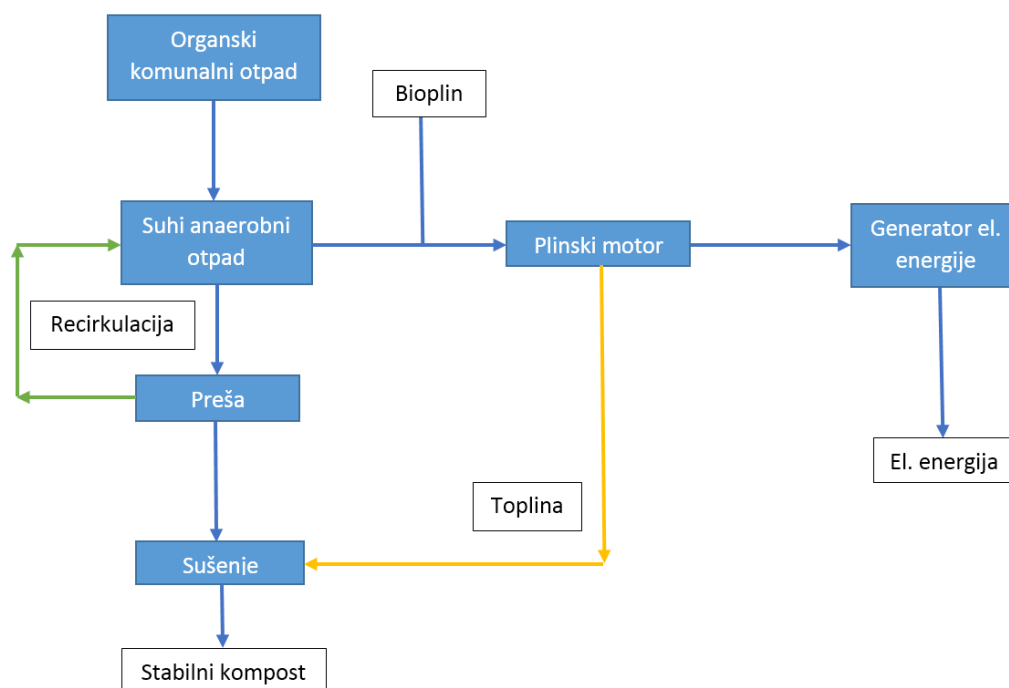 Organski
komunalni otpad
Bioplin
Suhi anaerobni
otpad
Plinski motor
Generator el.
energije
Recirkulacija
Preša
El. energija
Toplina
Sušenje
Stabilni kompost